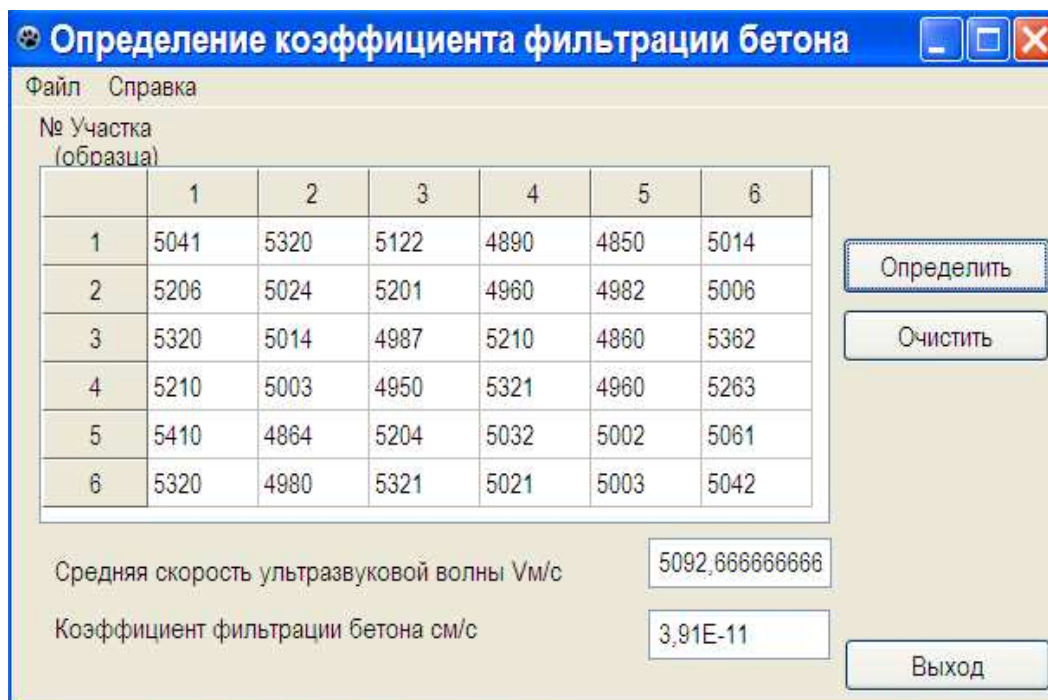 Определение коэффициента фильтрации бетона
Файл Справка
№ Участка
(образца)
1 2 3 4 5 6
1 5041 5320 5122 4890 4850 5014
2 5206 5024 5201 4960 4982 5006
3 5320 5014 4987 5210 4860 5362
4 5210 5003 4950 5321 4960 5263
5 5410 4864 5204 5032 5002 5061
6 5320 4980 5321 5021 5003 5042
Определить
Очистить
Средняя скорость ультразвуковой волны Vм/с 5092,666666666
Коэффициент фильтрации бетона см/с 3,91E-11
Выход